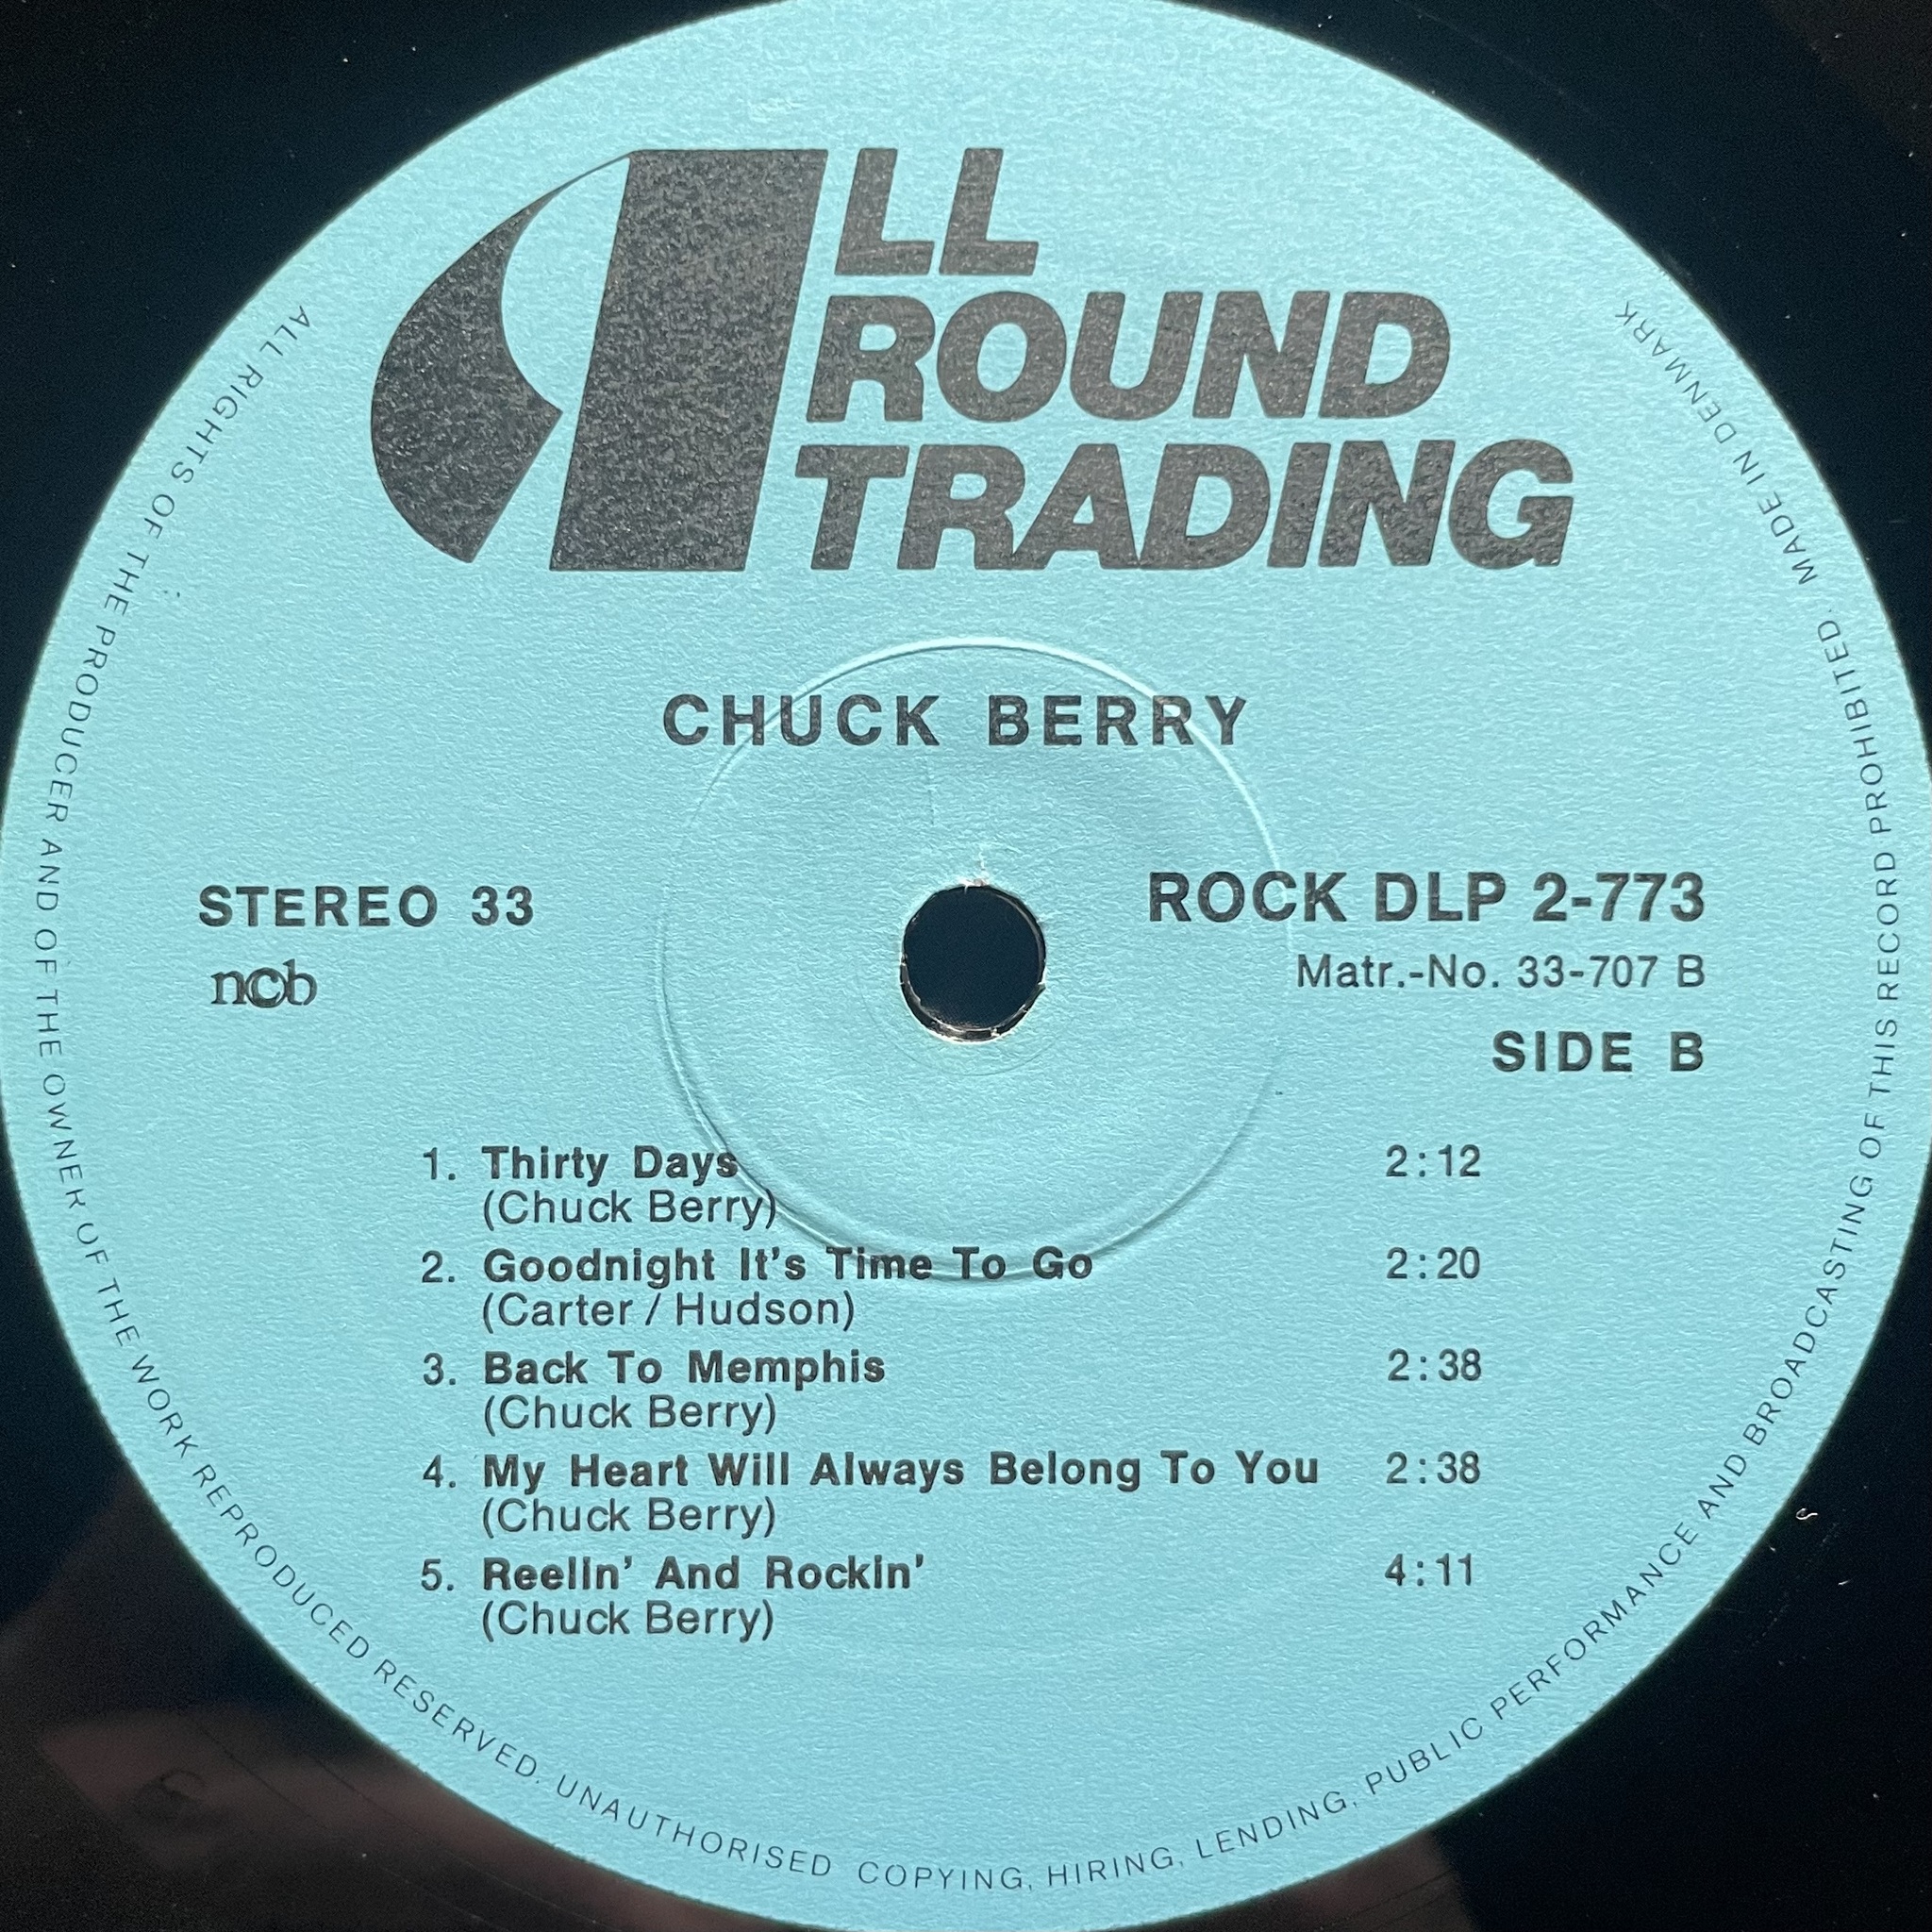 ALL
ROUND
TRADING
CHUCK BERRY
STEREO 33
ncb
ROCK DLP 2-773
Matr.-No. 33-707 B
SIDE B
1. Thirty Days 2:12
(Chuck Berry)
2. Goodnight It's Time To Go 2:20
(Carter / Hudson)
3. Back To Memphis 2:38
(Chuck Berry)
4. My Heart Will Always Belong To You 2:38
(Chuck Berry)
5. Reelin' And Rockin' 4:11
(Chuck Berry)
ALL RIGHTS OF THE PRODUCER AND OF THE OWNER OF THE WORK REPRODUCED RESERVED. UNAUTHORISED COPYING, HIRING, LENDING, PUBLIC PERFORMANCE AND BROADCASTING OF THIS RECORD PROHIBITED. MADE IN DENMARK